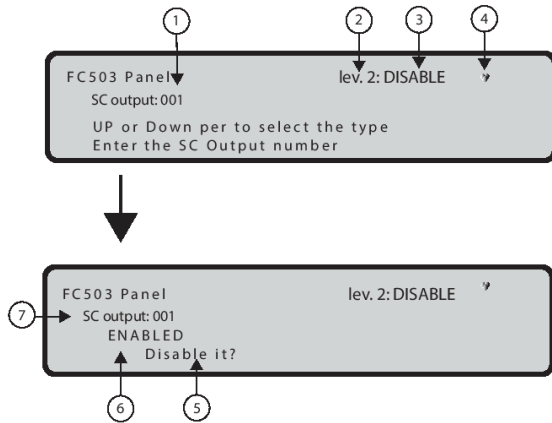 1
2
3
4
FC503 Panel
lev. 2: DISABLE
SC output: 001
UP or Down per to select the type
Enter the SC Output number
FC503 Panel
lev. 2: DISABLE
7
SC output: 001
ENABLED
Disable it?
6
5